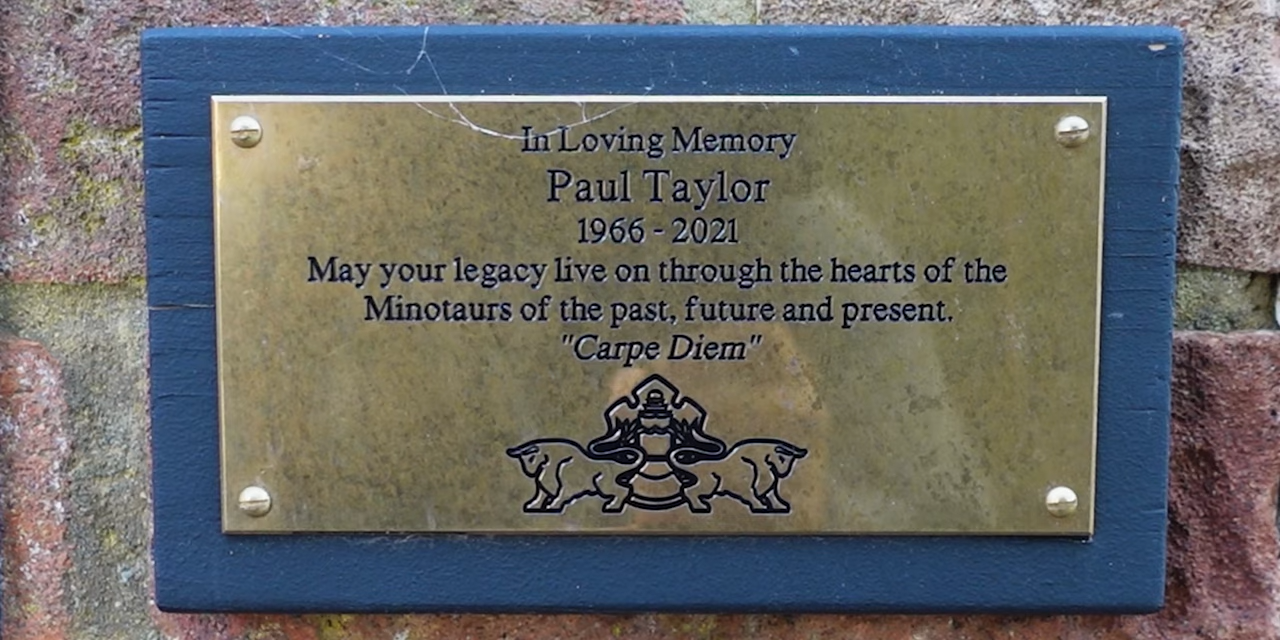 In Loving Memory
Paul Taylor
1966 - 2021
May your legacy live on through the hearts of the
Minotaurs of the past, future and present.
"Carpe Diem"